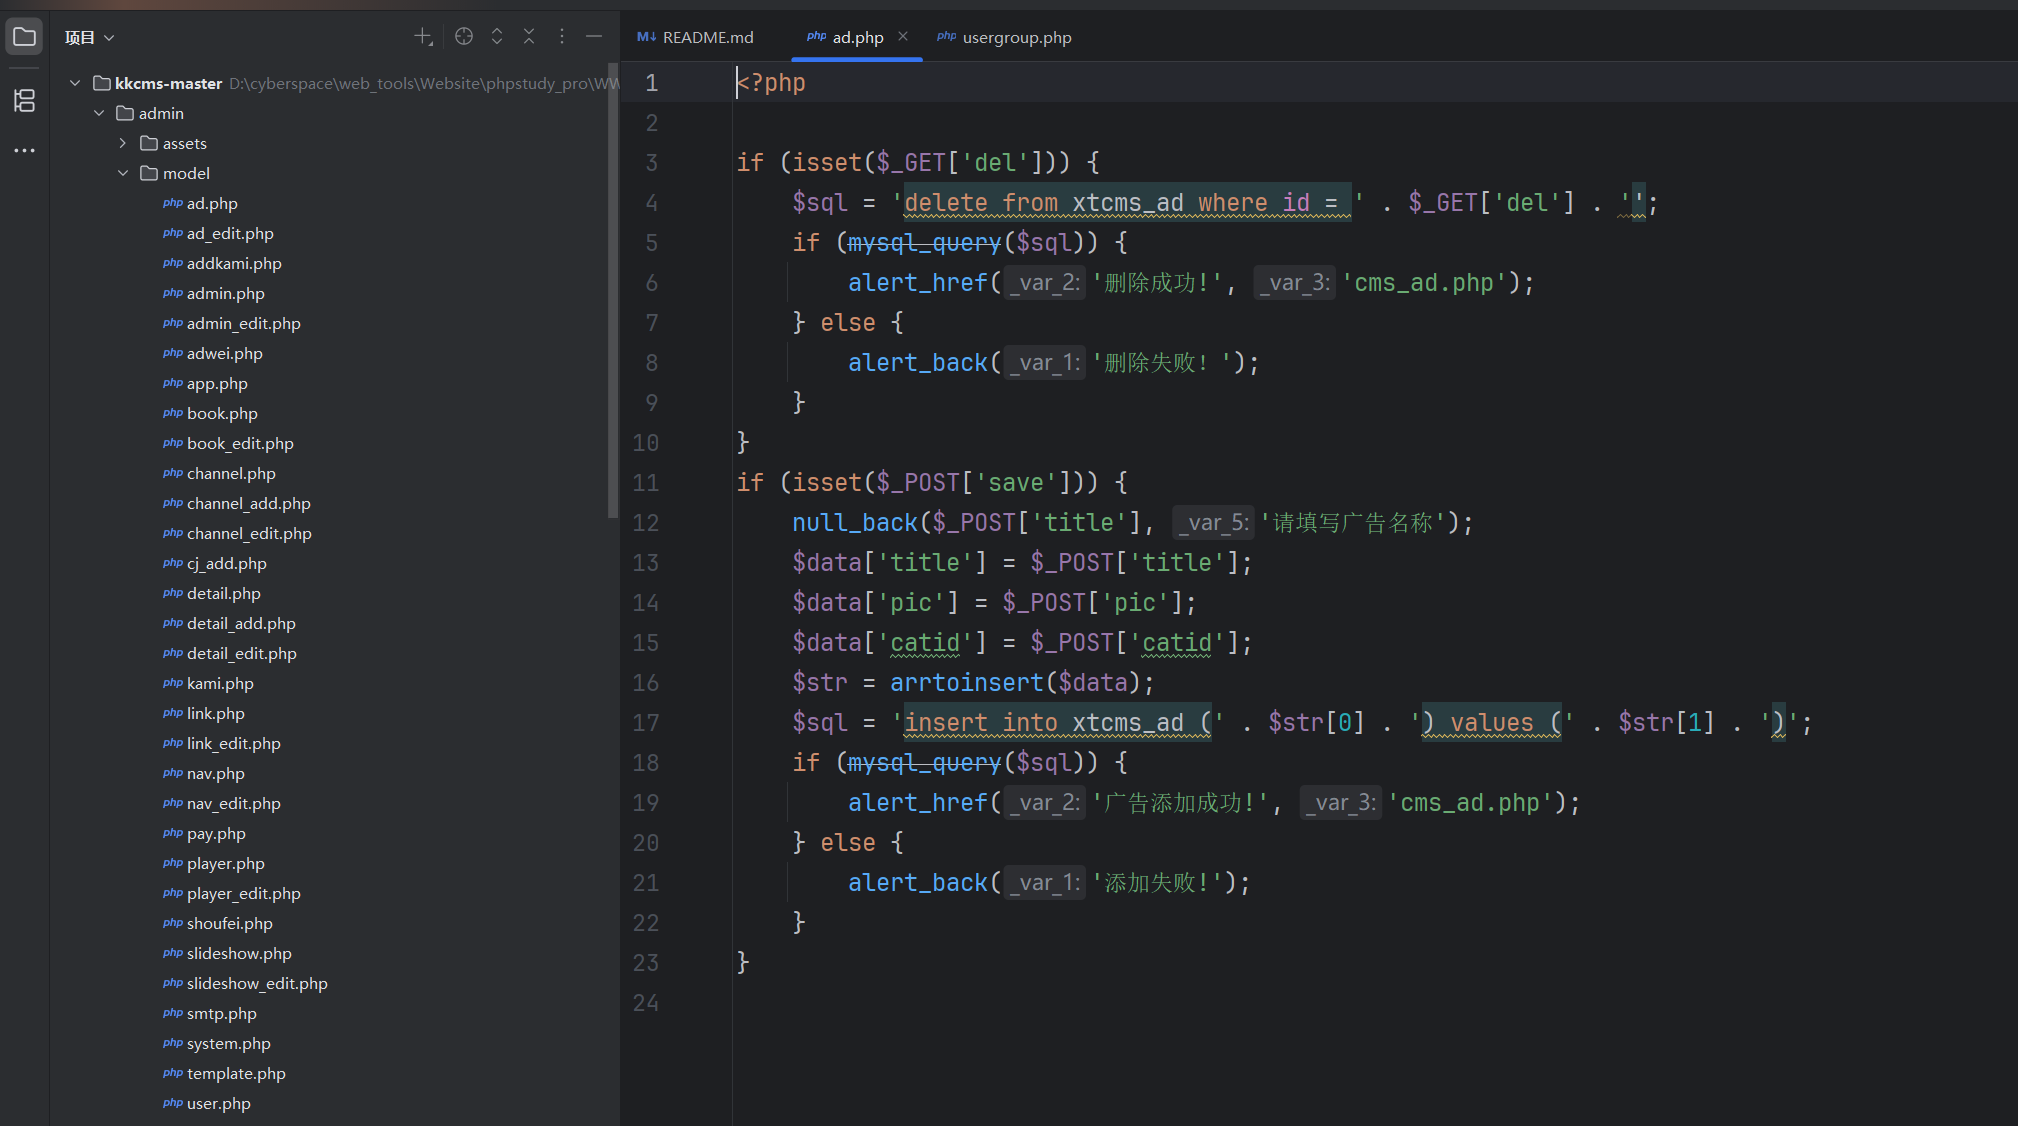 项目
kkcms-master D:\cyberspace\web_tools\Website\phpstudy_pro\WW
admin
assets
model
php ad.php
php ad_edit.php
php addkami.php
php admin.php
php admin_edit.php
php adwei.php
php app.php
php book.php
php book_edit.php
php channel.php
php channel_add.php
php channel_edit.php
php cj_add.php
php detail.php
php detail_add.php
php detail_edit.php
php kami.php
php link.php
php link_edit.php
php nav.php
php nav_edit.php
php pay.php
php player.php
php player_edit.php
php shoufei.php
php slideshow.php
php slideshow_edit.php
php smtp.php
php system.php
php template.php
php user.php
M↓ README.md php ad.php × php usergroup.php
1 <?php
2
3 if (isset($_GET['del'])) {
4 $sql = 'delete from xtcms_ad where id = ' . $_GET['del'] . '';
5 if (mysql_query($sql)) {
6 alert_href( _var_2: '删除成功!', _var_3: 'cms_ad.php');
7 } else {
8 alert_back( _var_1: '删除失败！');
9 }
10 }
11 if (isset($_POST['save'])) {
12 null_back($_POST['title'], _var_5: '请填写广告名称');
13 $data['title'] = $_POST['title'];
14 $data['pic'] = $_POST['pic'];
15 $data['catid'] = $_POST['catid'];
16 $str = arrtoinsert($data);
17 $sql = 'insert into xtcms_ad (' . $str[0] . ') values (' . $str[1] . ')';
18 if (mysql_query($sql)) {
19 alert_href( _var_2: '广告添加成功!', _var_3: 'cms_ad.php');
20 } else {
21 alert_back( _var_1: '添加失败!');
22 }
23 }
24